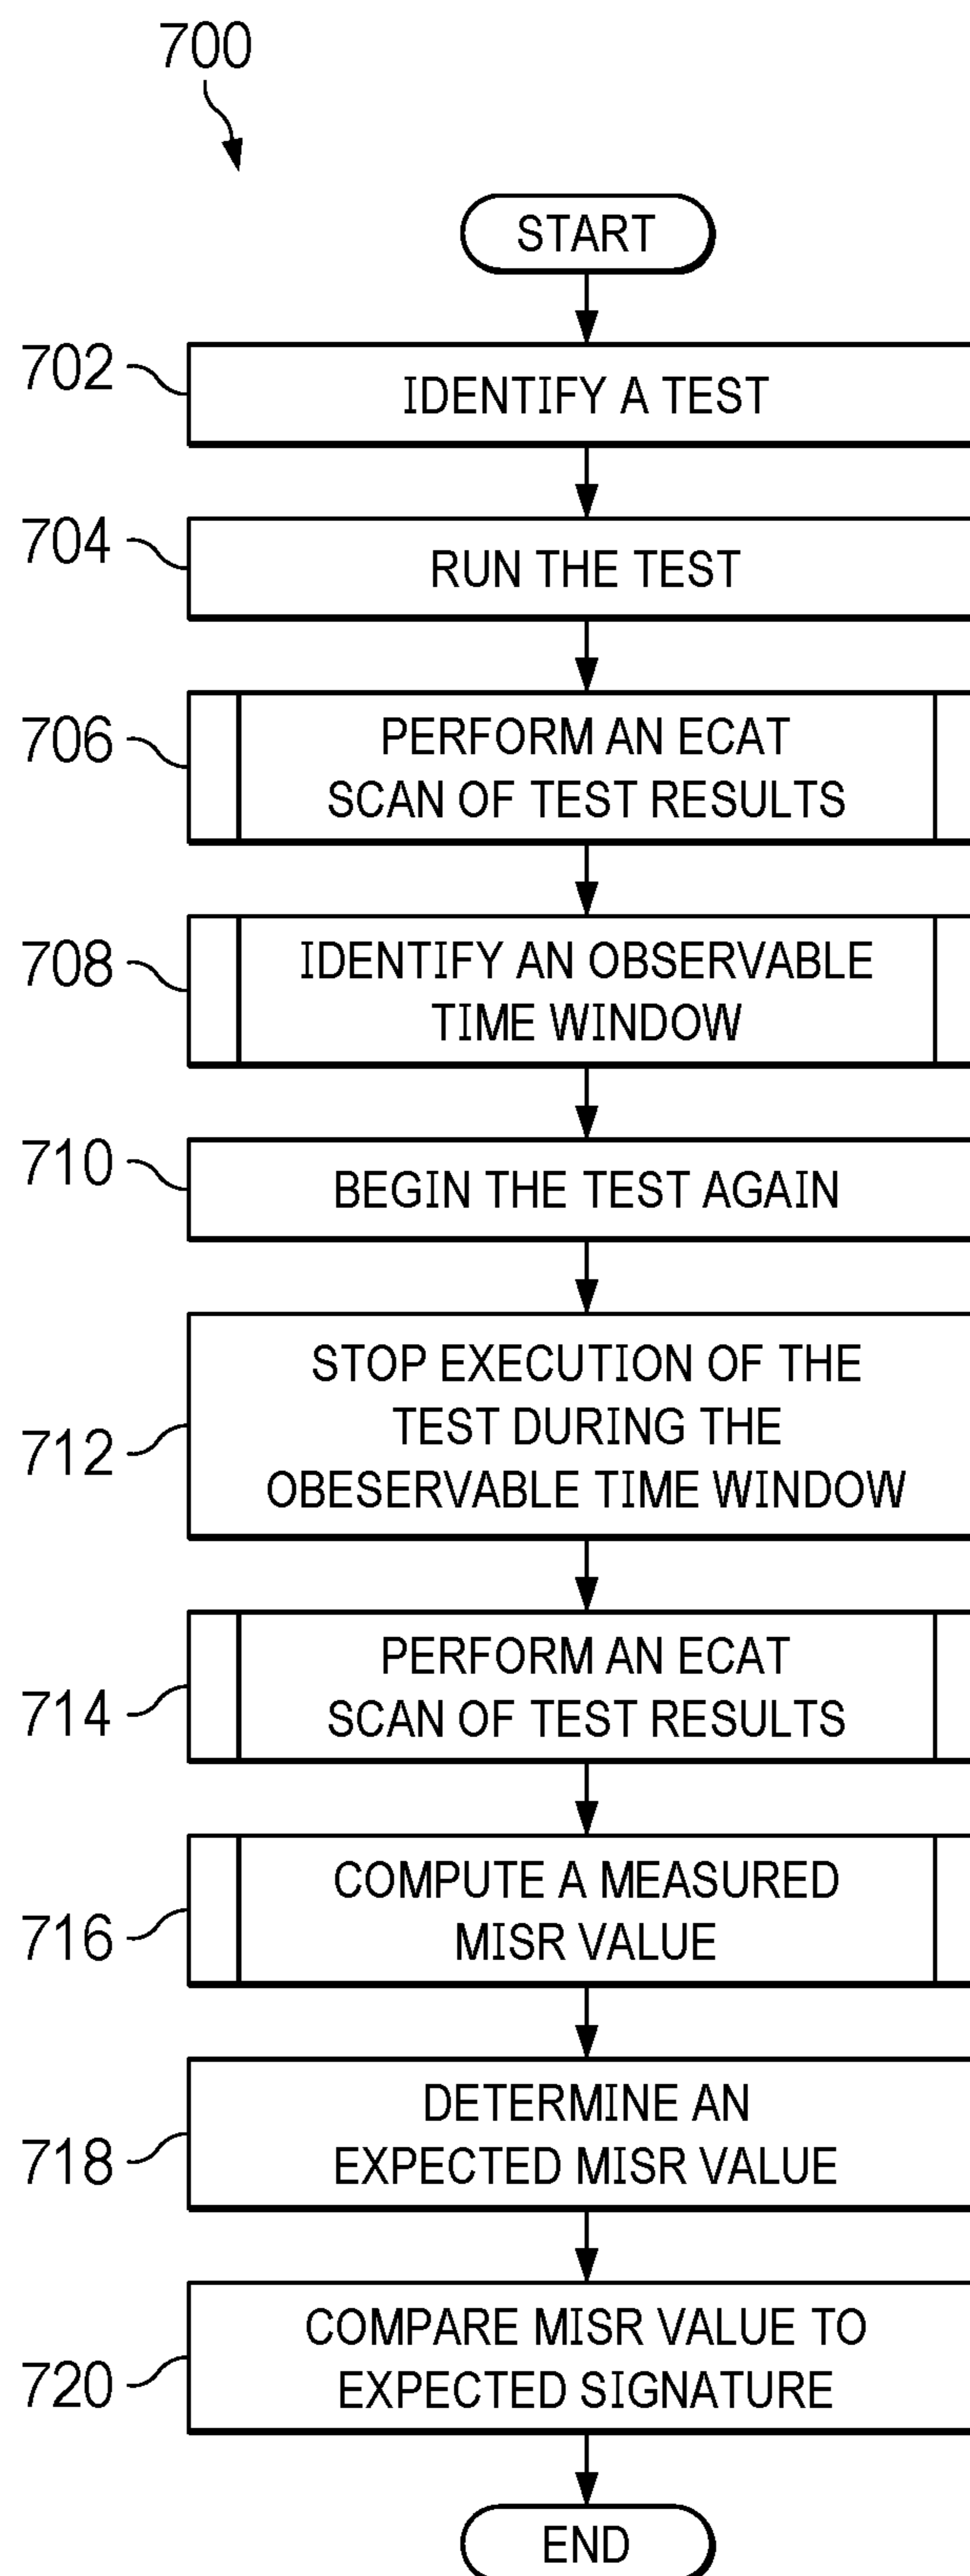 700
START
702
IDENTIFY A TEST
704
RUN THE TEST
706
PERFORM AN ECAT
SCAN OF TEST RESULTS
708
IDENTIFY AN OBSERVABLE
TIME WINDOW
710
BEGIN THE TEST AGAIN
712
STOP EXECUTION OF THE
TEST DURING THE
OBESERVABLE TIME WINDOW
714
PERFORM AN ECAT
SCAN OF TEST RESULTS
716
COMPUTE A MEASURED
MISR VALUE
718
DETERMINE AN
EXPECTED MISR VALUE
720
COMPARE MISR VALUE TO
EXPECTED SIGNATURE
END